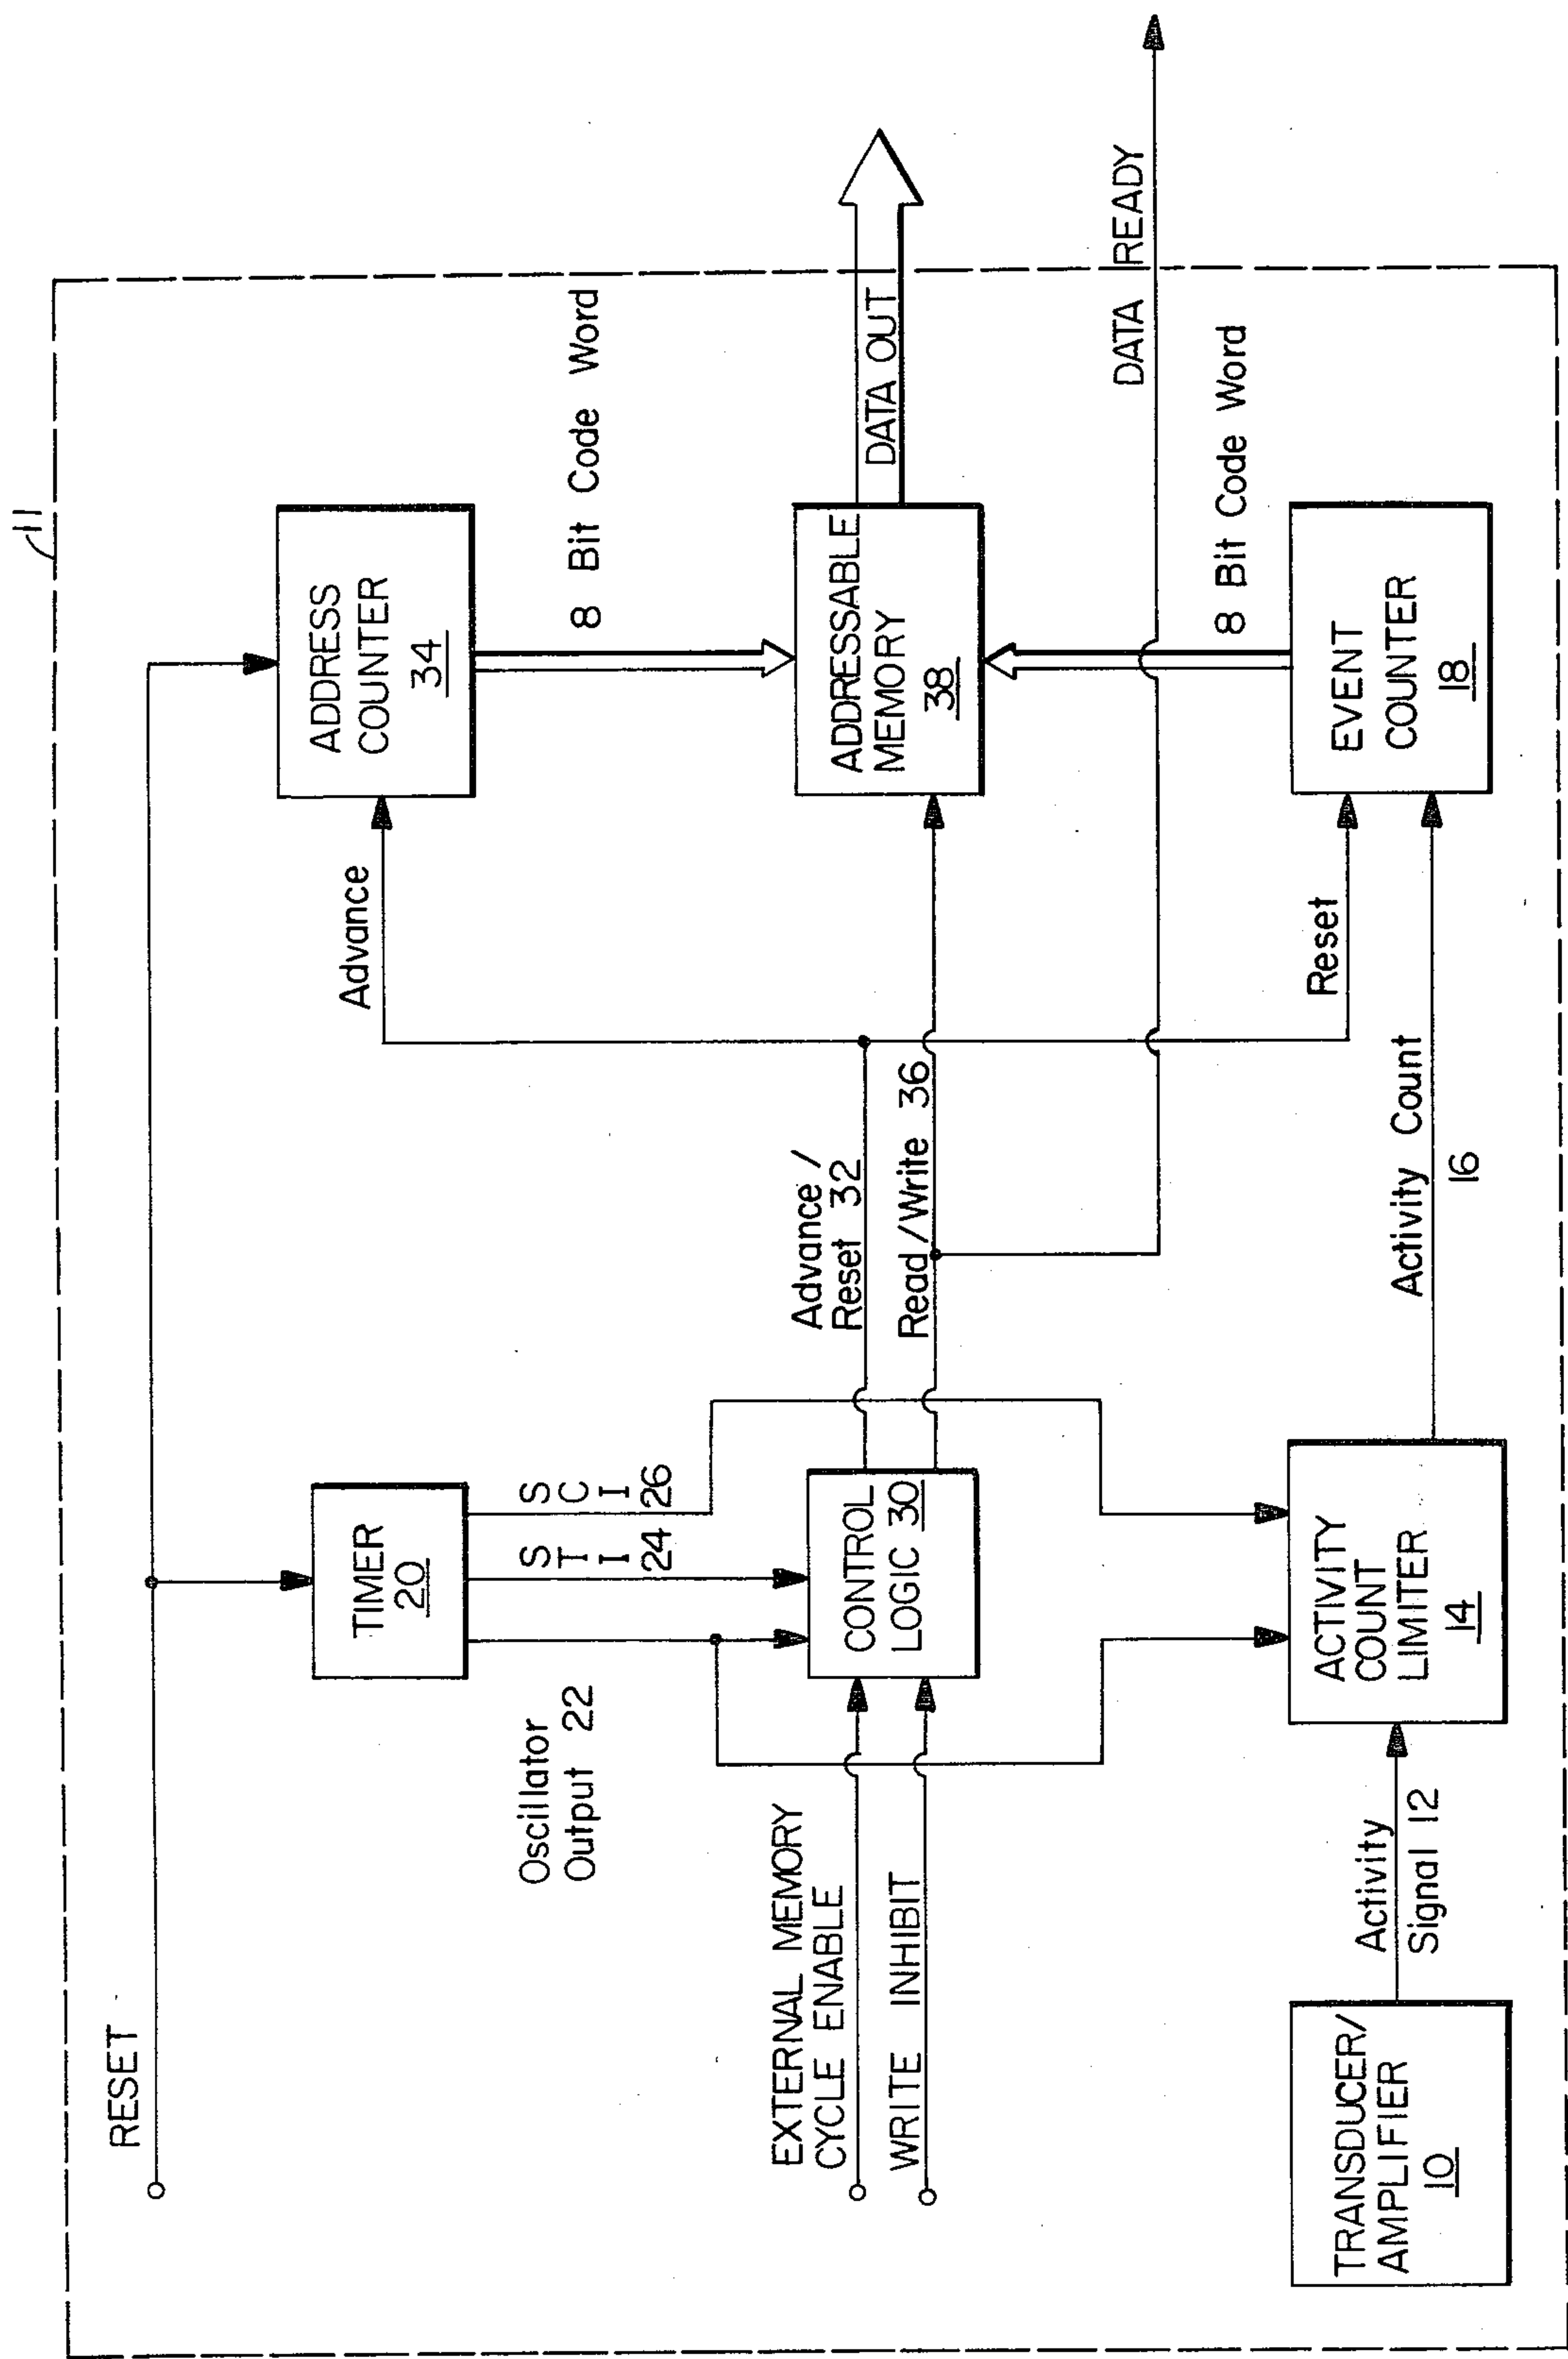 11
RESET
TIMER
20
ADDRESS
COUNTER
34
Oscillator
Output 22
S T I 24
S C I 26
Advance
8 Bit Code Word
EXTERNAL MEMORY
CYCLE ENABLE
WRITE INHIBIT
CONTROL
LOGIC 30
Advance /
Reset 32
Read/Write 36
ADDRESSABLE
MEMORY
38
DATA OUT
DATA READY
8 Bit Code Word
TRANSDUCER/
AMPLIFIER
10
Activity
Signal 12
ACTIVITY
COUNT
LIMITER
14
Activity Count
16
Reset
EVENT
COUNTER
18